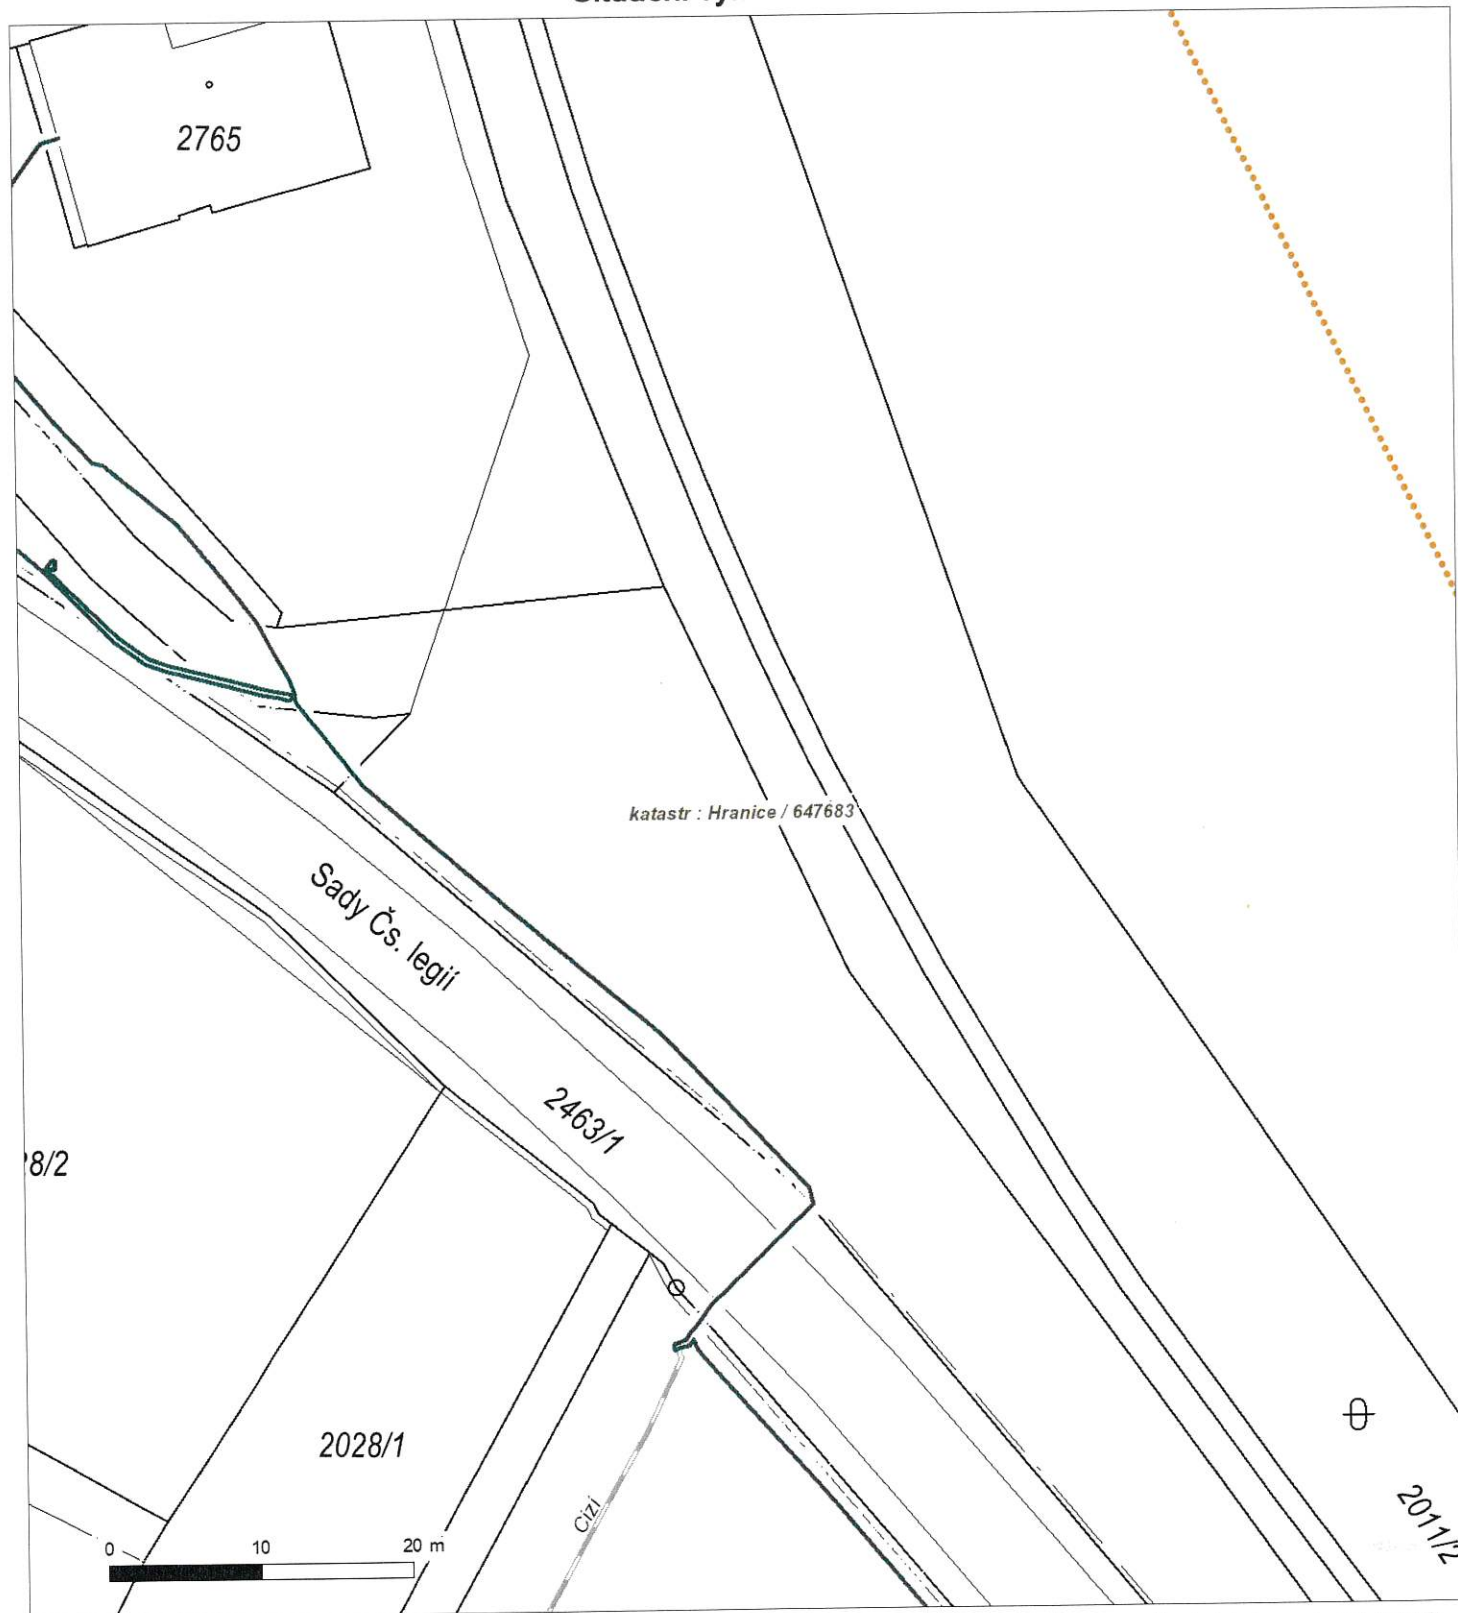 2765
katastr : Hranice / 647683
Sady Čs. legií
2463/1
8/2
2028/1
Cizí
2011/2
0 10 20 m